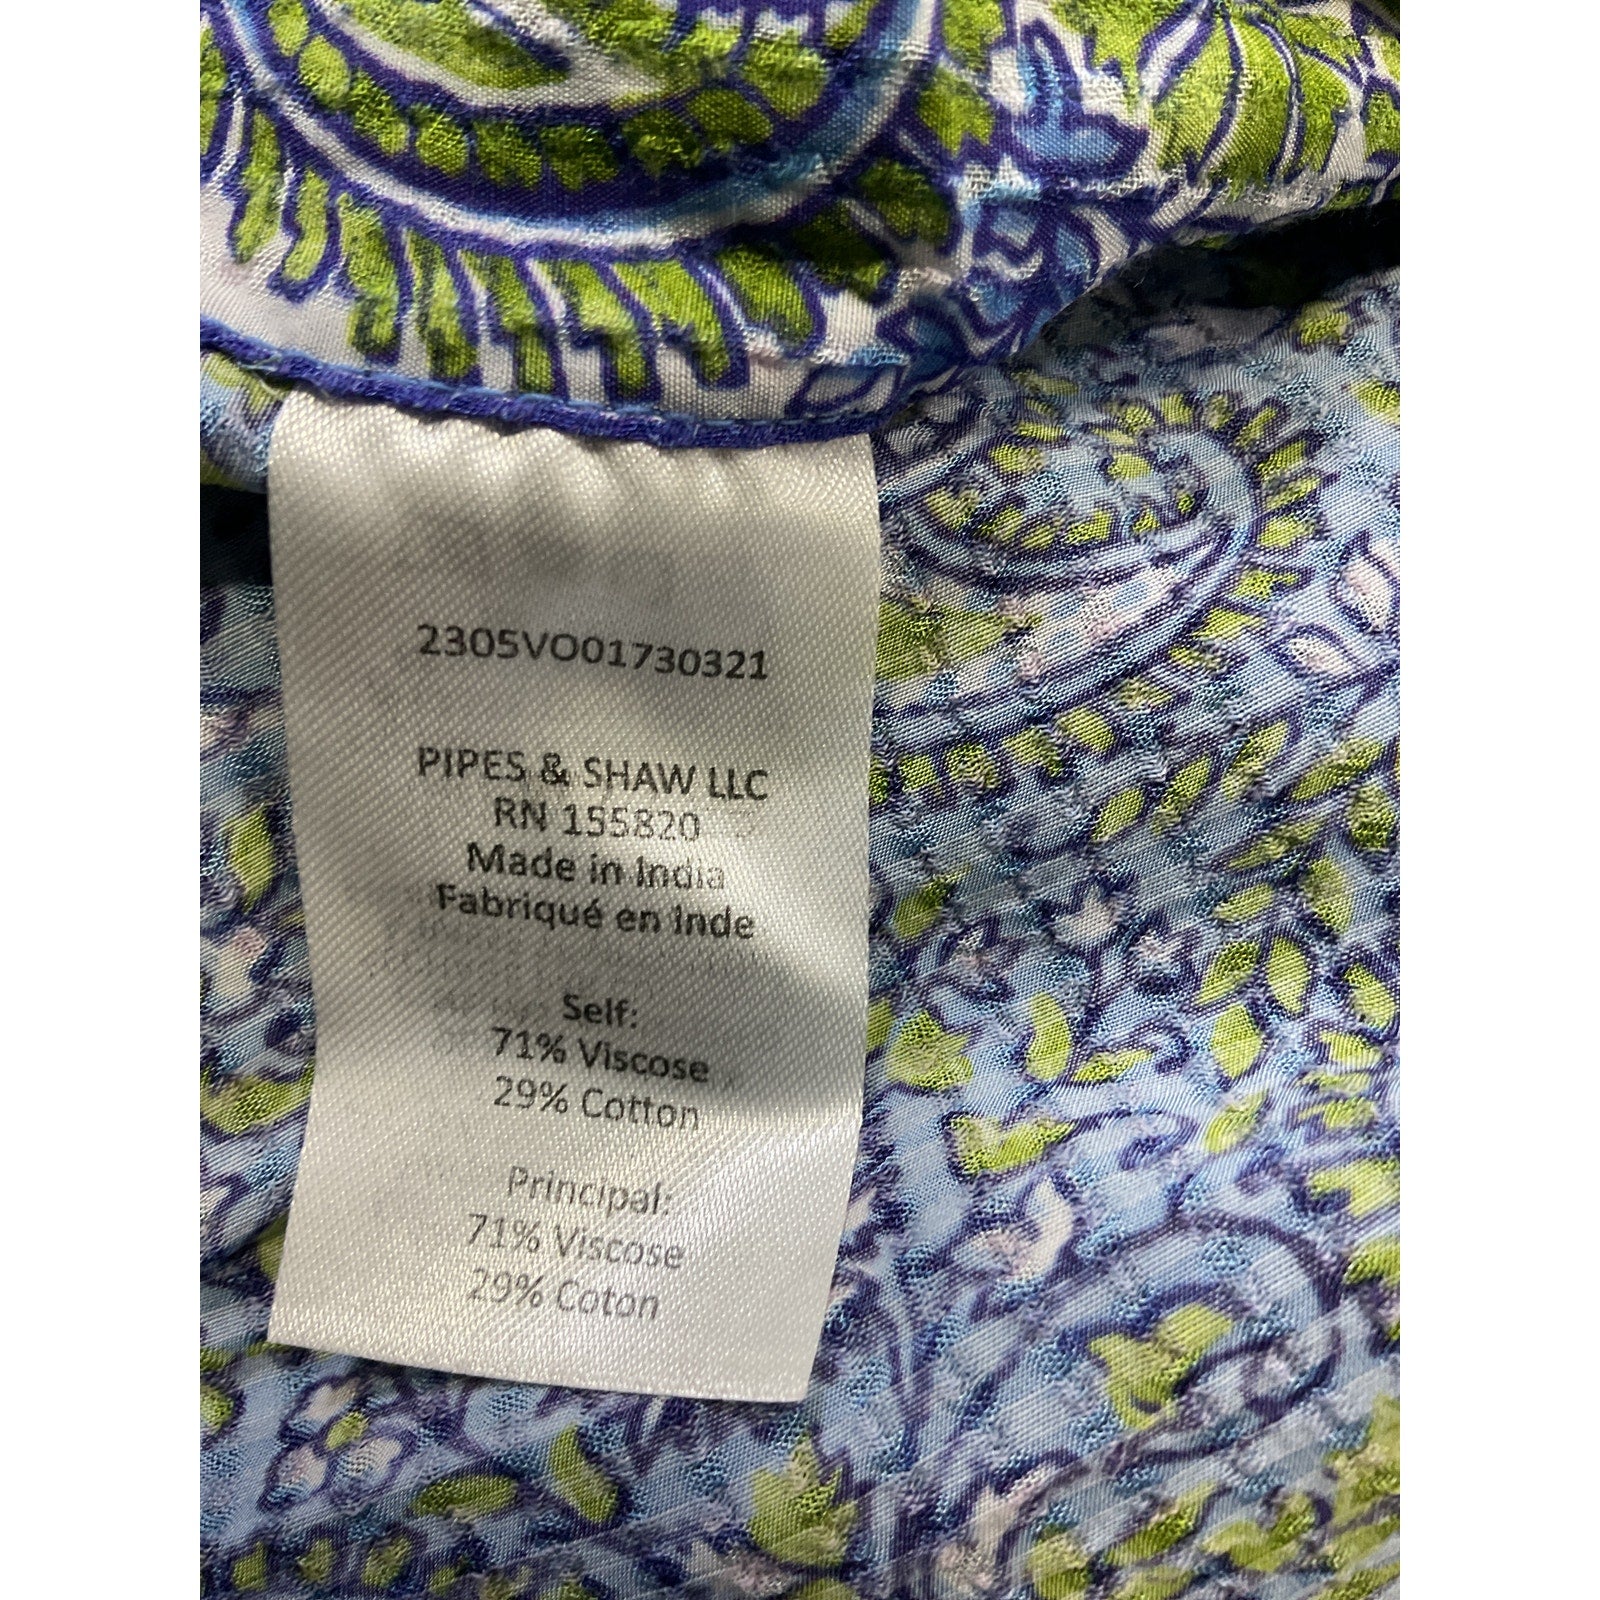 2305VO01730321
PIPES & SHAW LLC
RN 155820
Made in India
Fabriqué en Inde
Self:
71% Viscose
29% Cotton
Principal:
71% Viscose
29% Coton